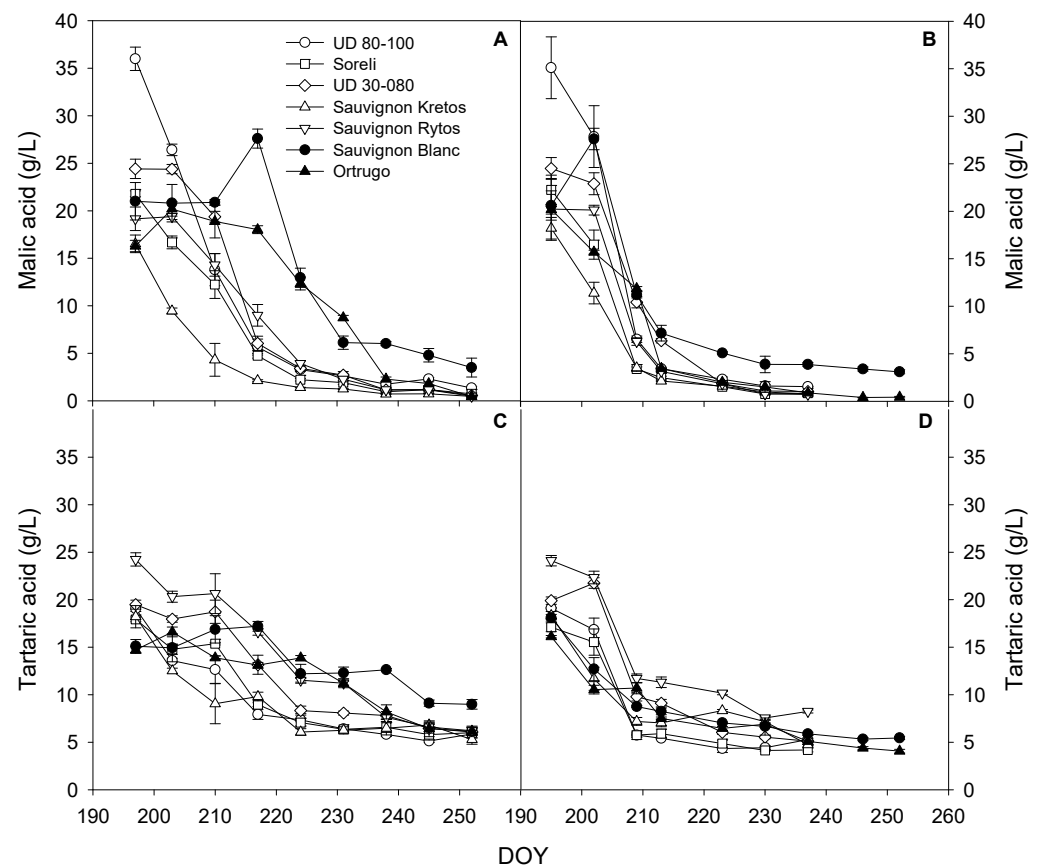 A
B
UD 80-100
Soreli
UD 30-080
Sauvignon Kretos
Sauvignon Rytos
Sauvignon Blanc
Ortrugo
Malic acid (g/L)
40
35
30
25
20
15
10
5
0
40
35
30
25
20
15
10
5
0
Malic acid (g/L)
C
D
Tartaric acid (g/L)
35
30
25
20
15
10
5
0
35
30
25
20
15
10
5
0
Tartaric acid (g/L)
190 200 210 220 230 240 250 200 210 220 230 240 250 260
DOY